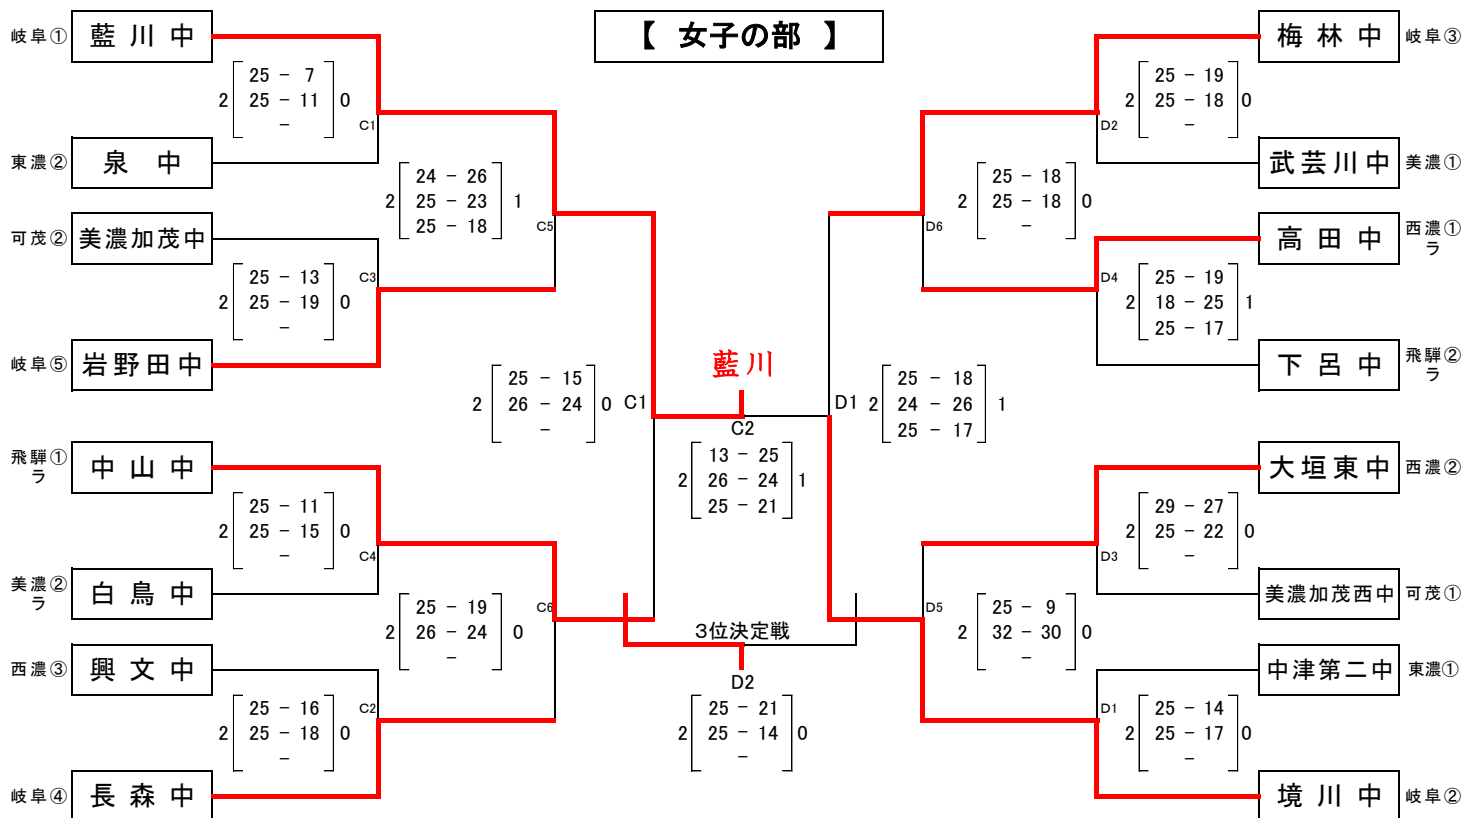 【 女子の部 】
岐阜① 藍川中
25 - 7
2 25 - 11 0
-
C1
東濃② 泉中
24 - 26
2 25 - 23 1
25 - 18
C5
可茂② 美濃加茂中
C3
25 - 13
2 25 - 19 0
-
岐阜⑤ 岩野田中
25 - 15
2 26 - 24 0 C1
-
飛騨① 中山中
ラ
25 - 11
2 25 - 15 0
-
C4
美濃② 白鳥中
ラ
25 - 19 C6
2 26 - 24 0
-
西濃③ 興文中
25 - 16 C2
2 25 - 18 0
-
岐阜④ 長森中
藍川
C2
13 - 25
2 26 - 24 1
25 - 21
3位決定戦
D2
25 - 21
2 25 - 14 0
-
梅林中 岐阜③
25 - 19
2 25 - 18 0
-
D2
武芸川中 美濃①
25 - 18
2 25 - 18 0
-
D6
高田中 西濃①
ラ
D4
25 - 19
2 18 - 25 1
25 - 17
下呂中 飛騨②
ラ
25 - 18
D1 2 24 - 26 1
25 - 17
大垣東中 西濃②
29 - 27
2 25 - 22 0
-
D3
美濃加茂西中 可茂①
D5 25 - 9
2 32 - 30 0
-
中津第二中 東濃①
D1 25 - 14
2 25 - 17 0
-
境川中 岐阜②